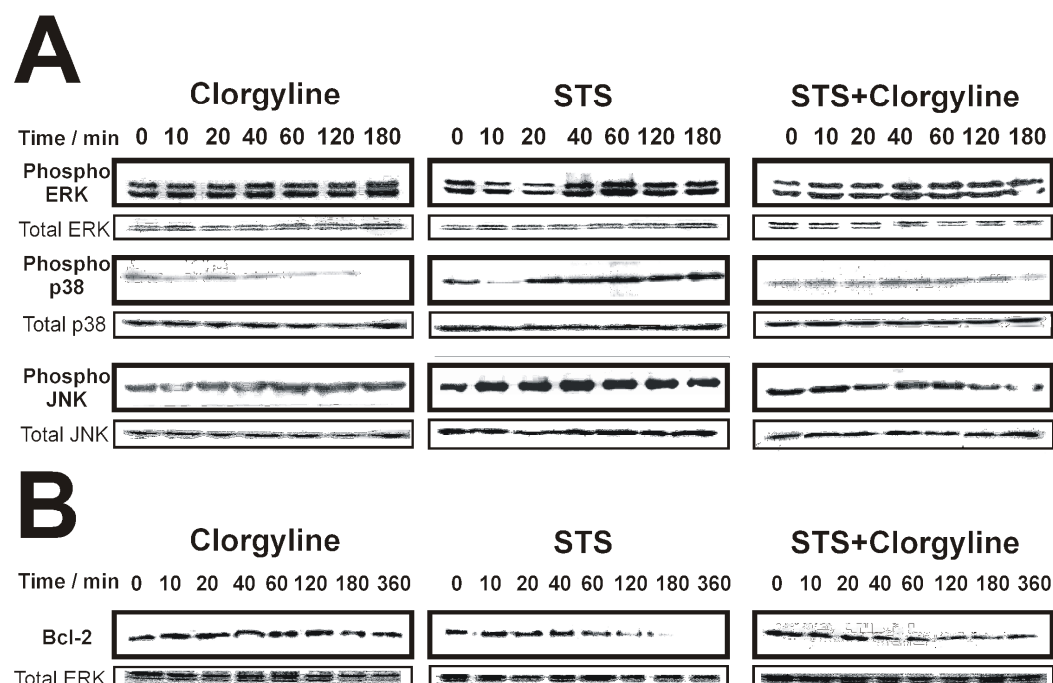 A
Clorgyline STS STS+Clorgyline
Time / min 0 10 20 40 60 120 180 0 10 20 40 60 120 180 0 10 20 40 60 120 180
Phospho
ERK
Total ERK
Phospho
p38
Total p38
Phospho
JNK
Total JNK
B
Clorgyline STS STS+Clorgyline
Time / min 0 10 20 40 60 120 180 360 0 10 20 40 60 120 180 360 0 10 20 40 60 120 180 360
Bcl-2
Total ERK